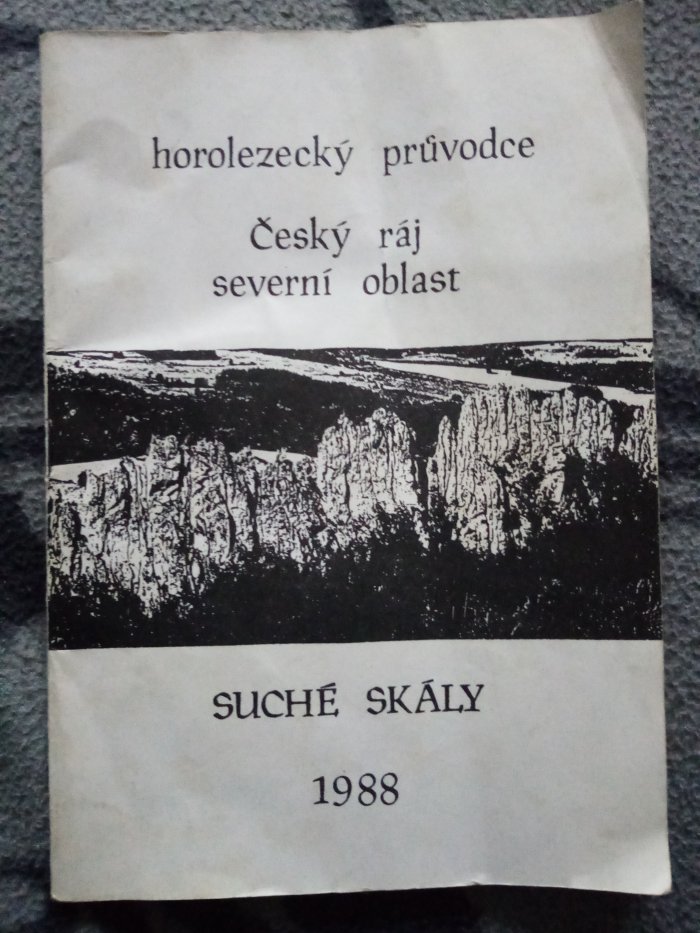 horolezecký průvodce
Český ráj
severní oblast
SUCHÉ SKÁLY
1988